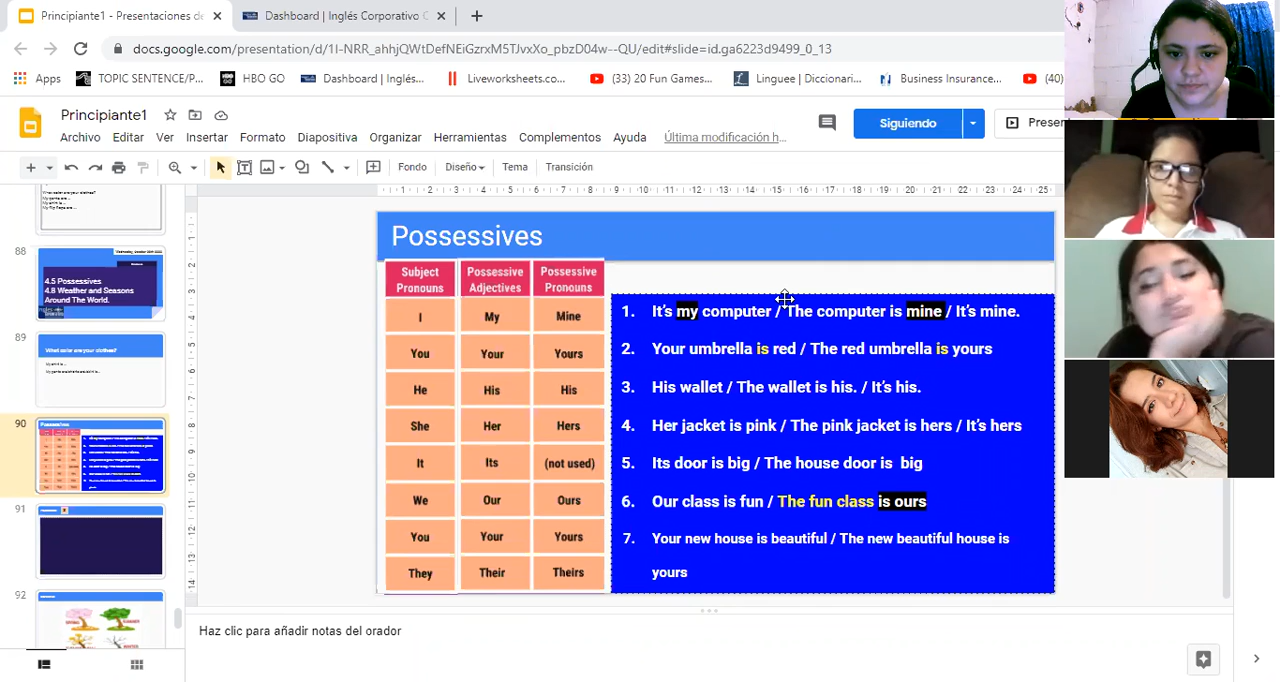 Principiante1 - Presentaciones de
Dashboard | Inglés Corporativo C
docs.google.com/presentation/d/1I-NRR_ahhjQWtDefNEiGzrxM5TJvxXo_pbzD04w--QU/edit#slide=id.ga6223d9499_0_13
Apps
TOPIC SENTENCE/P...
HBO GO
Dashboard | Inglés...
Liveworksheets.co...
(33) 20 Fun Games...
Linguee | Diccionari...
Business Insurance...
(40)
Principiante1
Archivo Editar Ver Insertar Formato Diapositiva Organizar Herramientas Complementos Ayuda Última modificación h...
Siguiendo
Presen
Fondo Diseño Tema Transición
88
4.5 Possessives
4.8 Weather and Seasons
Around The World.
89
What color are your clothes?
90
Possessives
91
92
Possessives
Subject Pronouns Possessive Adjectives Possessive Pronouns
I My Mine
You Your Yours
He His His
She Her Hers
It Its (not used)
We Our Ours
You Your Yours
They Their Theirs
1. It's my computer / The computer is mine / It's mine.
2. Your umbrella is red / The red umbrella is yours
3. His wallet / The wallet is his. / It's his.
4. Her jacket is pink / The pink jacket is hers / It's hers
5. Its door is big / The house door is big
6. Our class is fun / The fun class is ours
7. Your new house is beautiful / The new beautiful house is
yours
Haz clic para añadir notas del orador